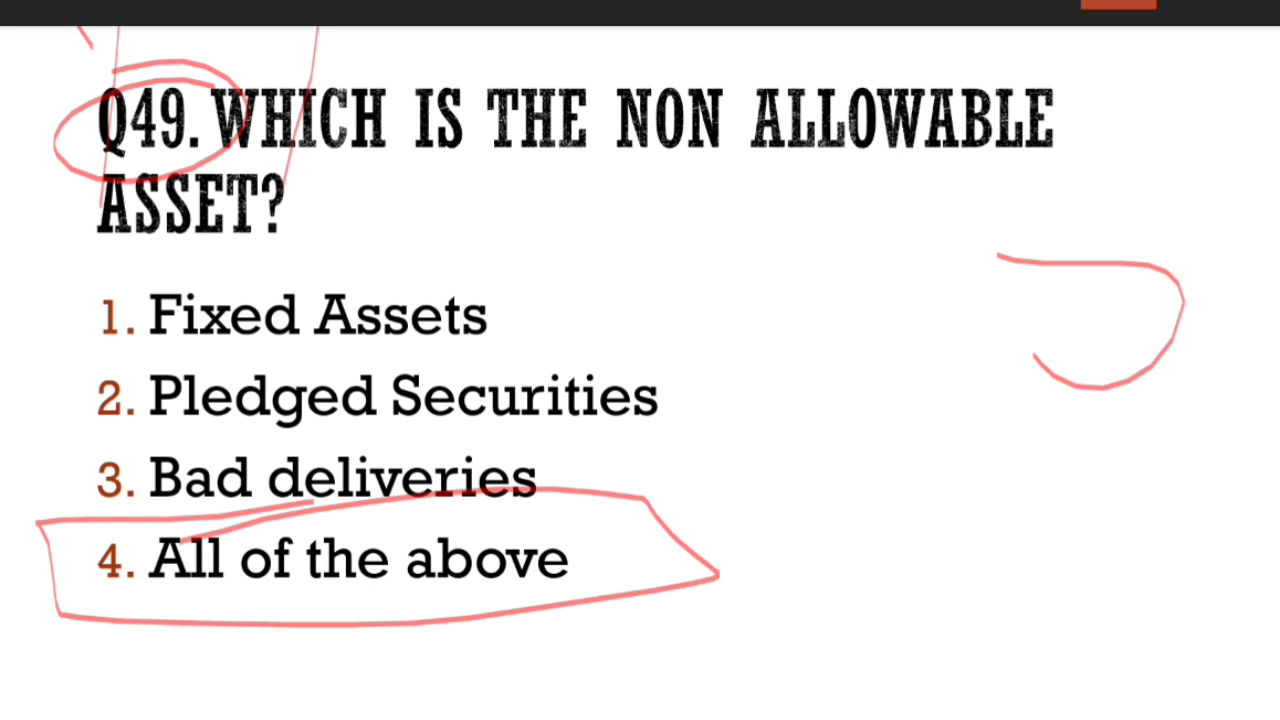 Q49. WHICH IS THE NON ALLOWABLE
ASSET?
1. Fixed Assets
2. Pledged Securities
3. Bad deliveries
4. All of the above